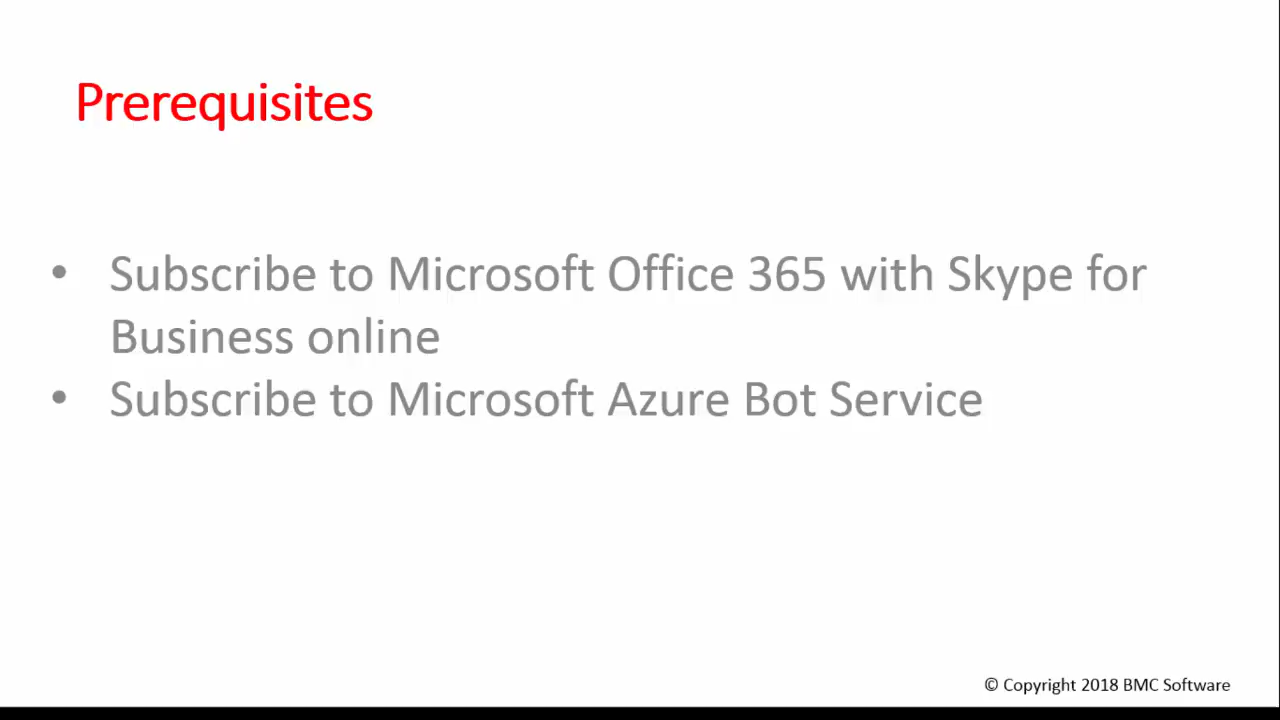 Prerequisites
• Subscribe to Microsoft Office 365 with Skype for
Business online
• Subscribe to Microsoft Azure Bot Service
© Copyright 2018 BMC Software